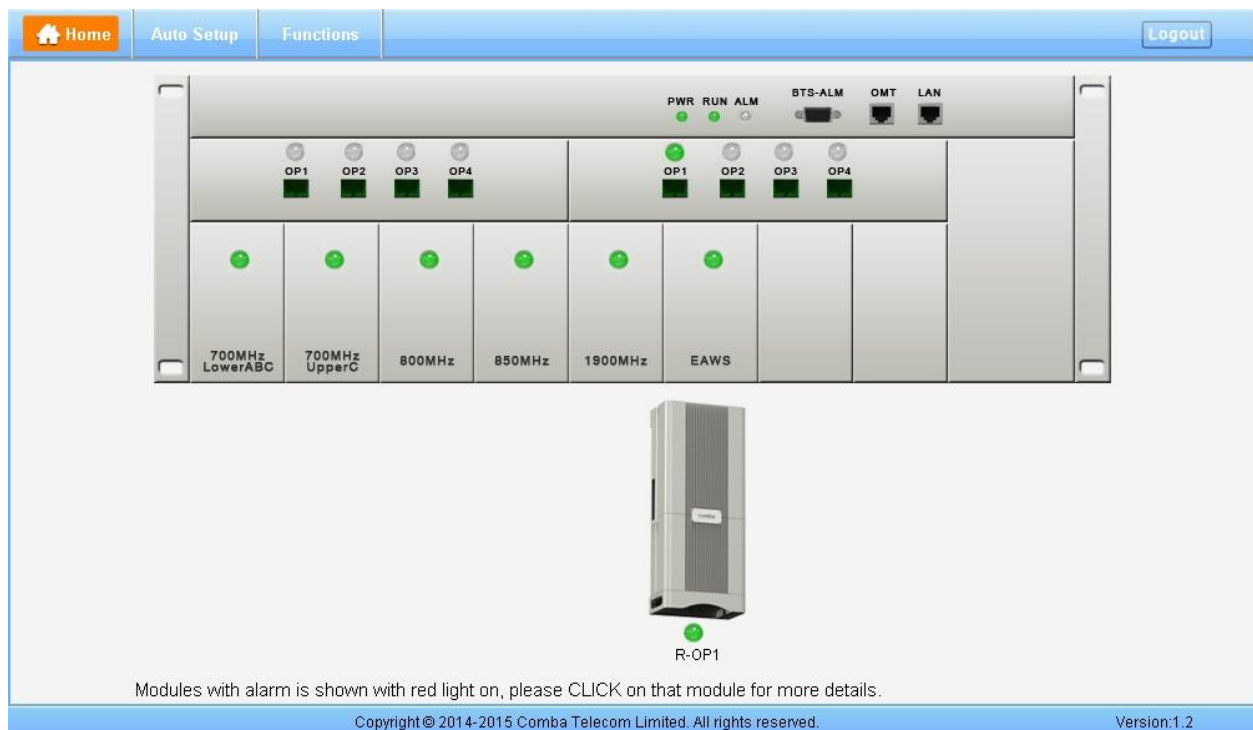 Home Auto Setup Functions Logout
PWR RUN ALM BTS-ALM OMT LAN
OP1 OP2 OP3 OP4 OP1 OP2 OP3 OP4
700MHz LowerABC
700MHz UpperC
800MHz
850MHz
1900MHz
EAWS
comba
R-OP1
Modules with alarm is shown with red light on, please CLICK on that module for more details.
Copyright © 2014-2015 Comba Telecom Limited. All rights reserved. Version:1.2